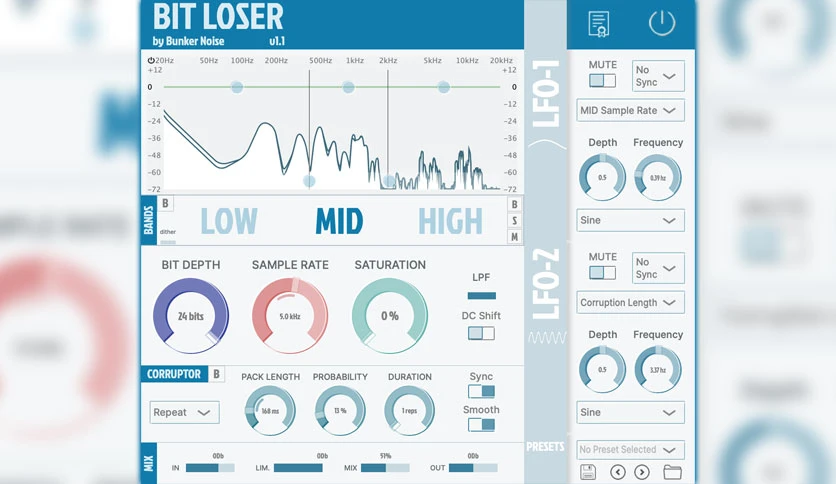 BIT LOSER
by Bunker Noise v1.1
20Hz 50Hz 100Hz 200Hz 500Hz 1kHz 2kHz 5kHz 10kHz 20kHz
+12 +12
0 0
-12 -12
-24 -24
-36 -36
-48 -48
-60 -60
-72 -72
BANDS
B
dither
LOW MID HIGH
B
S
M
BIT DEPTH SAMPLE RATE SATURATION
24 bits 5.0 kHz 0 %
LPF
DC Shift
CORRUPTOR B
Repeat
PACK LENGTH PROBABILITY DURATION
168 ms 13 % 1 reps
Sync
Smooth
MIX
00b 00b 91% 00b
IN LIM. MIX OUT
LFO-1
MUTE No Sync
MID Sample Rate
Depth Frequency
0.5 0.39 hz
Sine
LFO-2
MUTE No Sync
Corruption Length
Depth Frequency
0.5 3.37 hz
Sine
PRESETS
No Preset Selected
MUTE